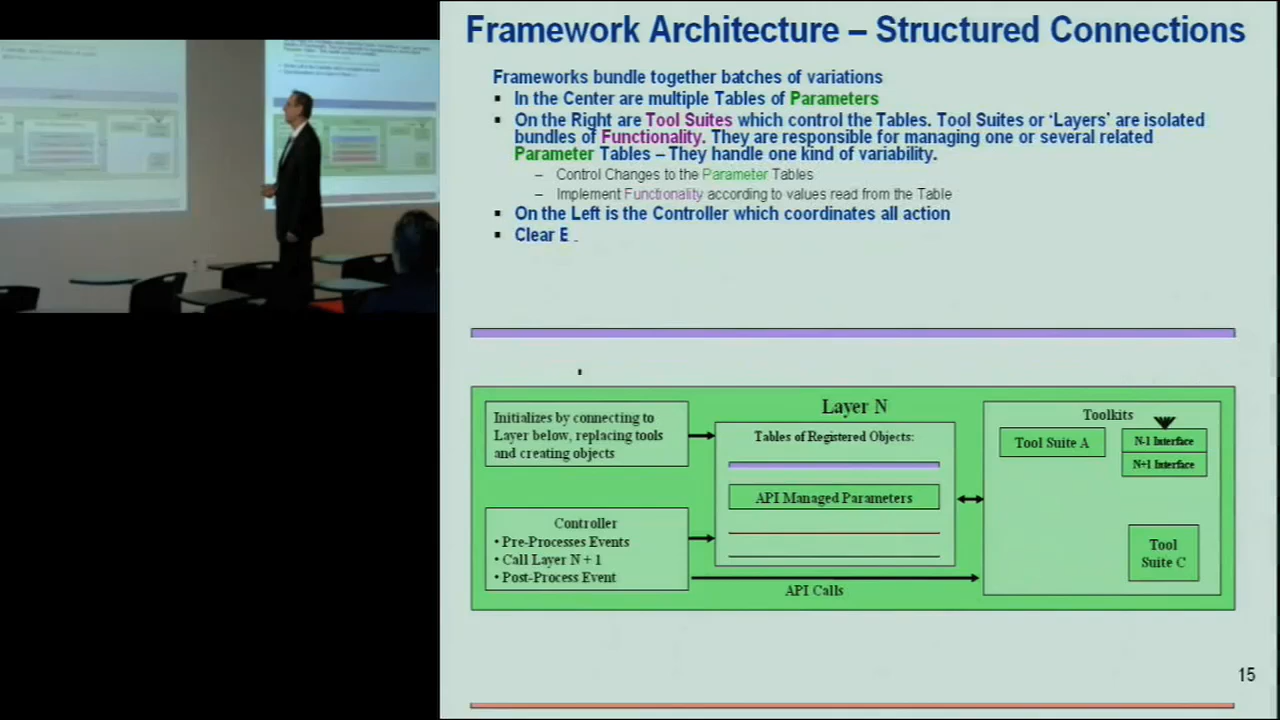 Framework Architecture – Structured Connections
Frameworks bundle together batches of variations
▪ In the Center are multiple Tables of Parameters
▪ On the Right are Tool Suites which control the Tables. Tool Suites or ‘Layers’ are isolated
bundles of Functionality. They are responsible for managing one or several related
Parameter Tables – They handle one kind of variability.
– Control Changes to the Parameter Tables
– Implement Functionality according to values read from the Table
▪ On the Left is the Controller which coordinates all action
▪ Clear E
Layer N
Initializes by connecting to
Layer below, replacing tools
and creating objects
Tables of Registered Objects:
API Managed Parameters
Controller
• Pre-Processes Events
• Call Layer N + 1
• Post-Process Event
API Calls
Toolkits
Tool Suite A
N-1 Interface
N+1 Interface
Tool
Suite C
15